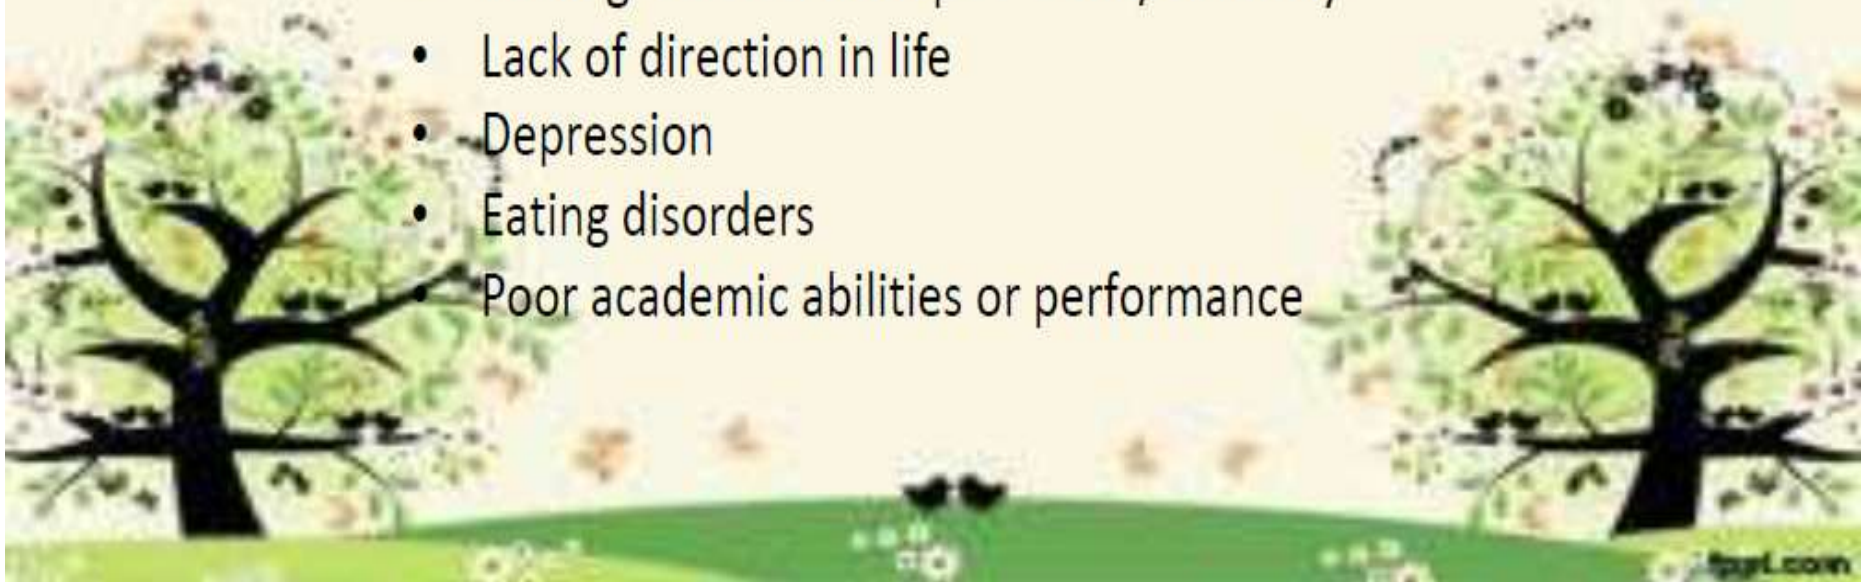 • Lack of direction in life
• Depression
• Eating disorders
• Poor academic abilities or performance
fppt.com